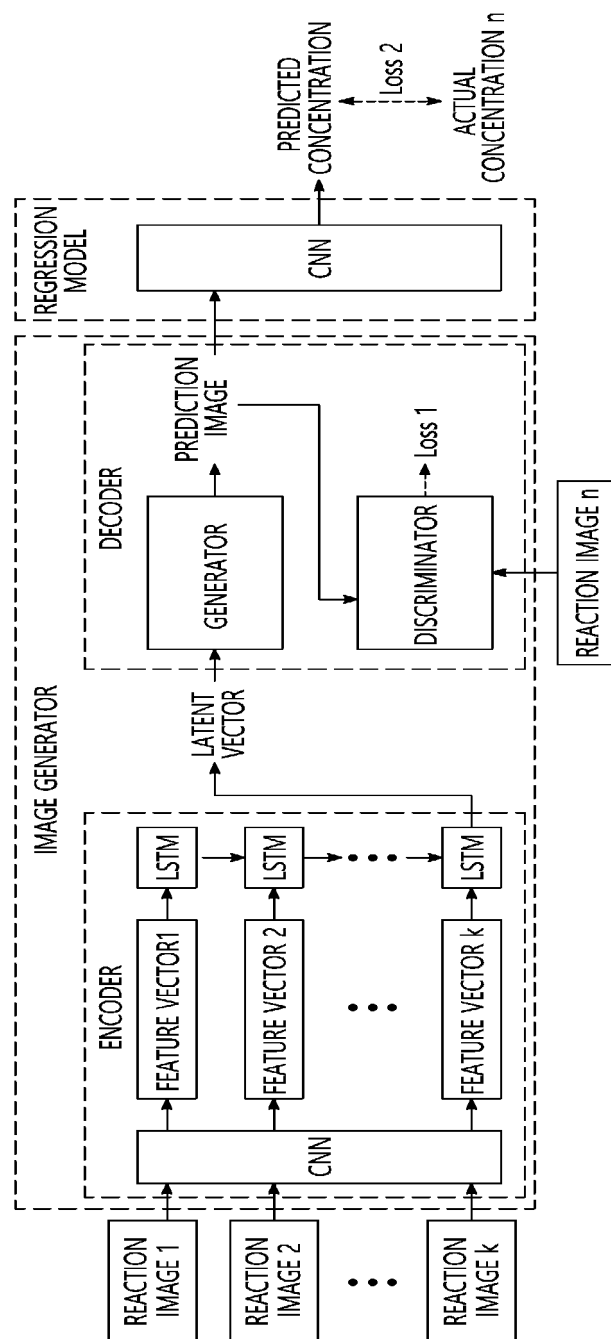 IMAGE GENERATOR
REACTION
IMAGE 1
REACTION
IMAGE 2
REACTION
IMAGE k
ENCODER
CNN
FEATURE VECTOR1
FEATURE VECTOR 2
FEATURE VECTOR k
LSTM
LSTM
LSTM
LATENT
VECTOR
DECODER
GENERATOR
PREDICTION
IMAGE
DISCRIMINATOR
Loss 1
REACTION IMAGE n
REGRESSION
MODEL
CNN
PREDICTED
CONCENTRATION
Loss 2
ACTUAL
CONCENTRATION n